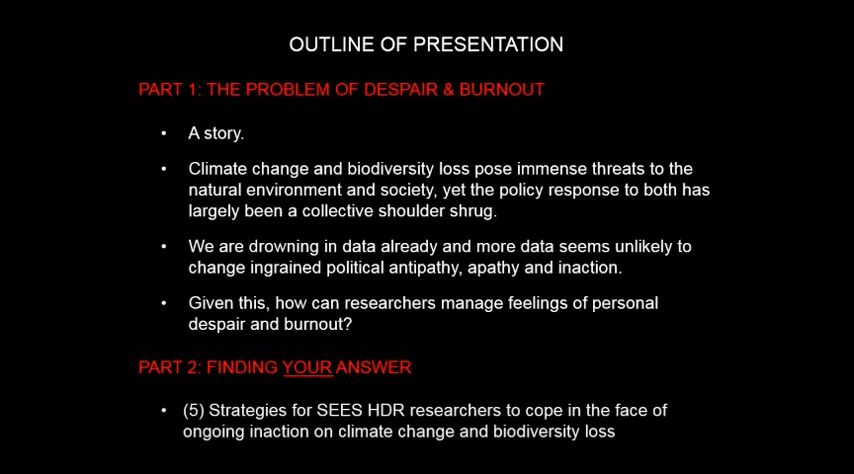 OUTLINE OF PRESENTATION
PART 1: THE PROBLEM OF DESPAIR & BURNOUT
• A story.
• Climate change and biodiversity loss pose immense threats to the
natural environment and society, yet the policy response to both has
largely been a collective shoulder shrug.
• We are drowning in data already and more data seems unlikely to
change ingrained political antipathy, apathy and inaction.
• Given this, how can researchers manage feelings of personal
despair and burnout?
PART 2: FINDING YOUR ANSWER
• (5) Strategies for SEES HDR researchers to cope in the face of
ongoing inaction on climate change and biodiversity loss